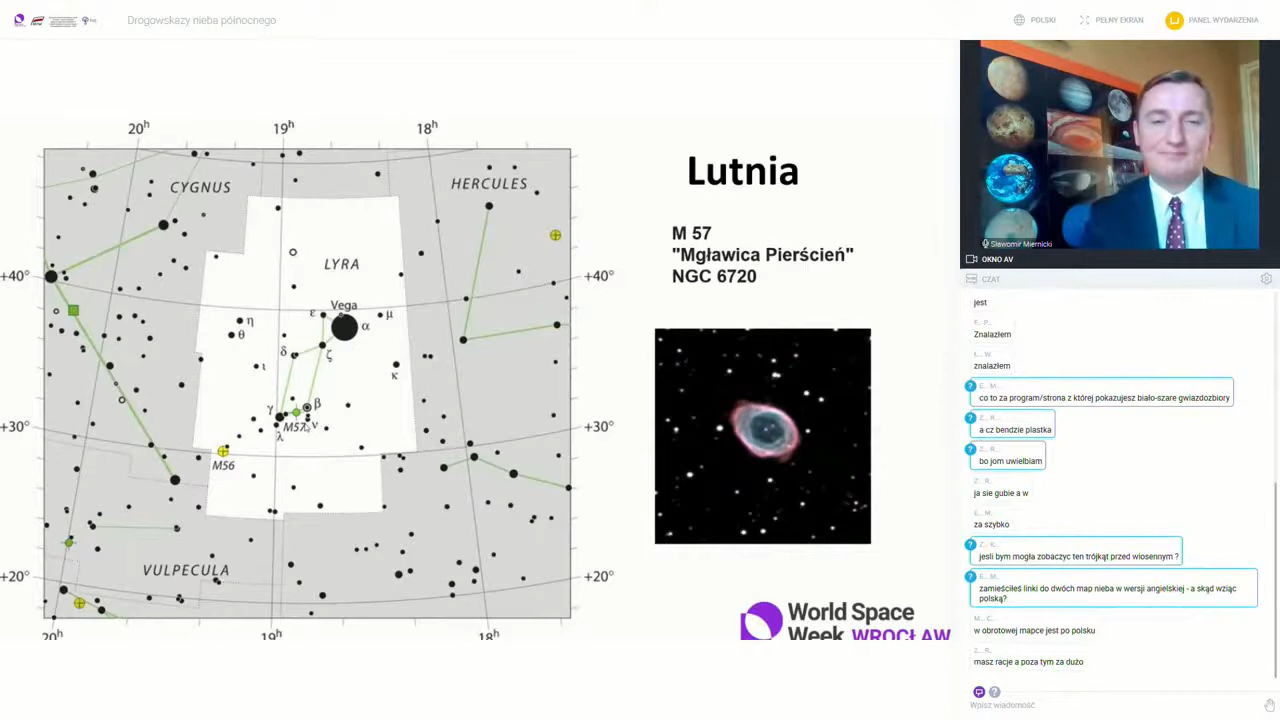 Drogowskazy nieba północnego
POLSKI
PEŁNY EKRAN
PANEL WYDARZENIA
20h
19h
18h
CYGNUS
HERCULES
LYRA
+40°
+40°
Vega
ε
μ
α
η
θ
δ
ζ
ι
κ
γ
β
M57
ν
λ
+30°
+30°
M56
VULPECULA
+20°
+20°
20h
19h
18h
Lutnia
M 57
"Mgławica Pierścień"
NGC 6720
World Space
Week WROCŁAW
Sławomir Miernicki
OKNO AV
CZAT
jest
Znalazłem
Ł... W.
znalazłem
E... M.
co to za program/strona z której pokazujesz biało-szare gwiazdozbiory
Z... R...
a cz bendzie plastka
Z... R...
bo jom uwielbiam
Z... R...
ja sie gubie a w
E... M.
za szybko
Z... K...
jesli bym mogła zobaczyc ten trójkąt przed wiosennym ?
E... M.
zamieściłeś linki do dwóch map nieba w wersji angielskiej - a skąd wziąc
polską?
M... C...
w obrotowej mapce jest po polsku
Z... R..
masz racje a poza tym za dużo
Wpisz wiadomość